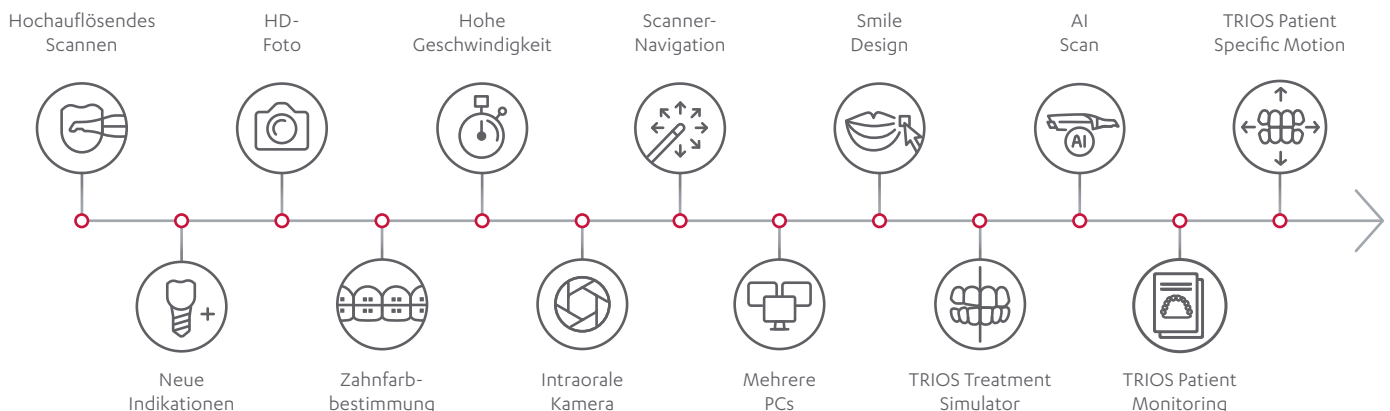 Hochauflösendes
Scannen
HD-
Foto
Hohe
Geschwindigkeit
Scanner-
Navigation
Smile
Design
AI
Scan
TRIOS Patient
Specific Motion
AI
Neue
Indikationen
Zahnfarb-
bestimmung
Intraorale
Kamera
Mehrere
PCs
TRIOS Treatment
Simulator
TRIOS Patient
Monitoring